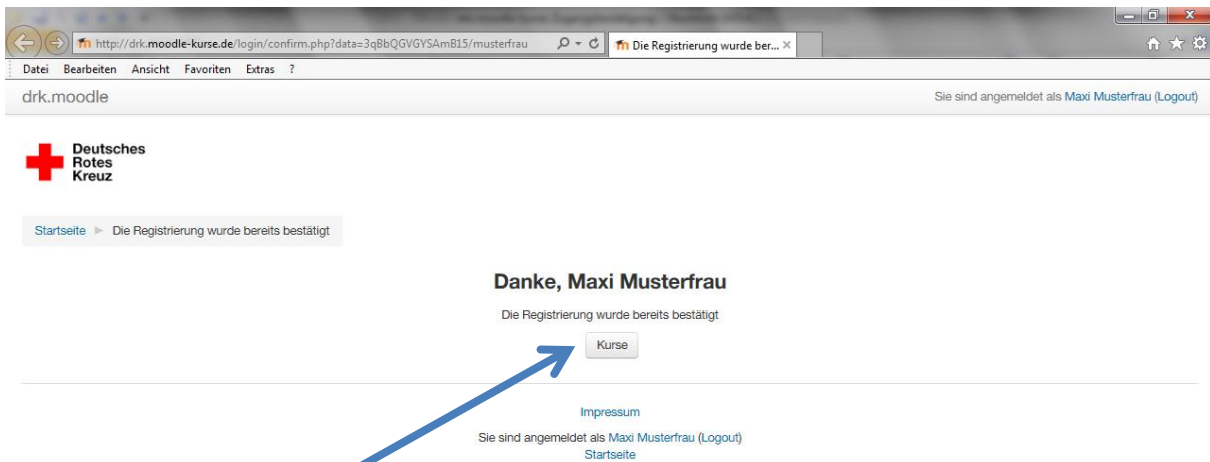 http://drk.moodle-kurse.de/login/confirm.php?data=3qBbQGVGYSAmB15/musterfrau
Die Registrierung wurde ber...
Datei Bearbeiten Ansicht Favoriten Extras ?
drk.moodle
Sie sind angemeldet als Maxi Musterfrau (Logout)
Deutsches
Rotes
Kreuz
Startseite ► Die Registrierung wurde bereits bestätigt
Danke, Maxi Musterfrau
Die Registrierung wurde bereits bestätigt
Kurse
Impressum
Sie sind angemeldet als Maxi Musterfrau (Logout)
Startseite